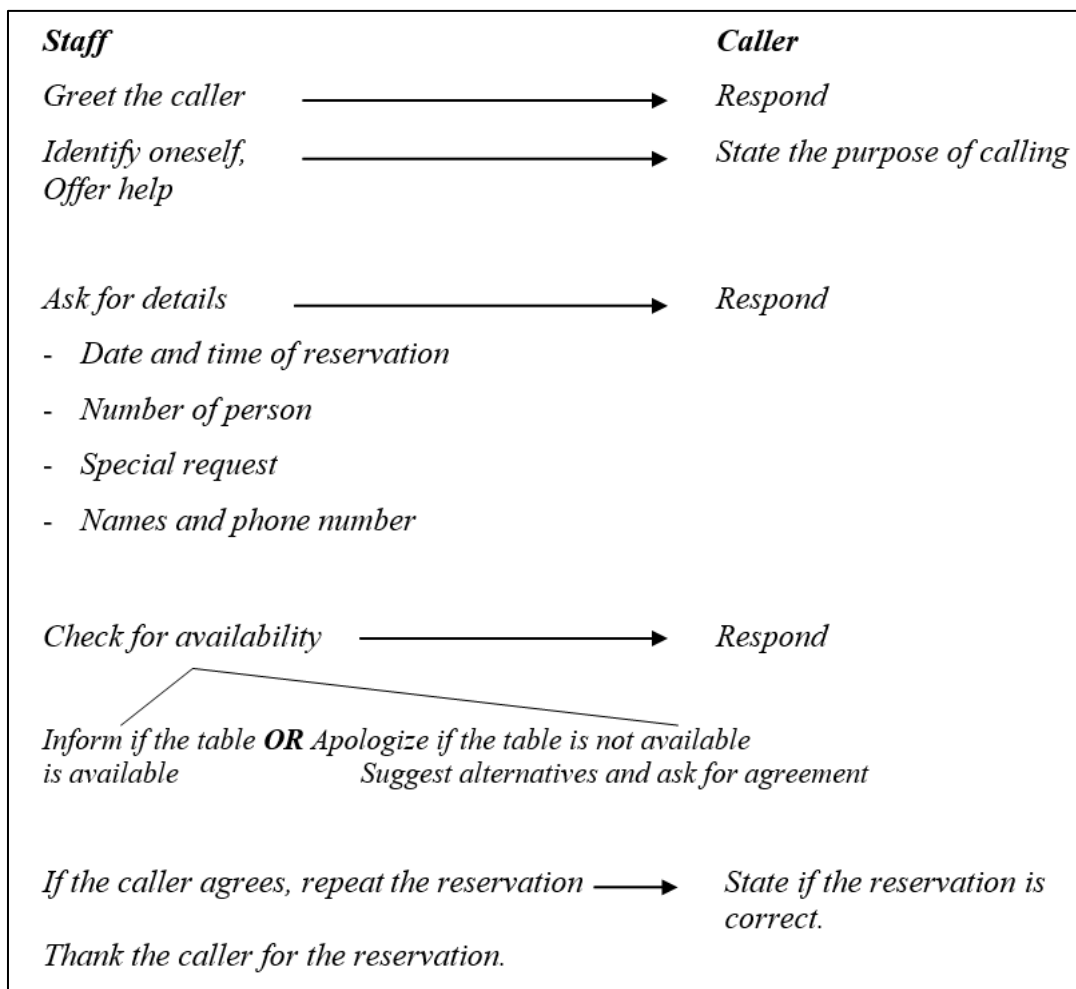 Staff Caller
Greet the caller Respond
Identify oneself, State the purpose of calling
Offer help
Ask for details Respond
- Date and time of reservation
- Number of person
- Special request
- Names and phone number
Check for availability Respond
Inform if the table OR Apologize if the table is not available
is available Suggest alternatives and ask for agreement
If the caller agrees, repeat the reservation State if the reservation is
correct.
Thank the caller for the reservation.